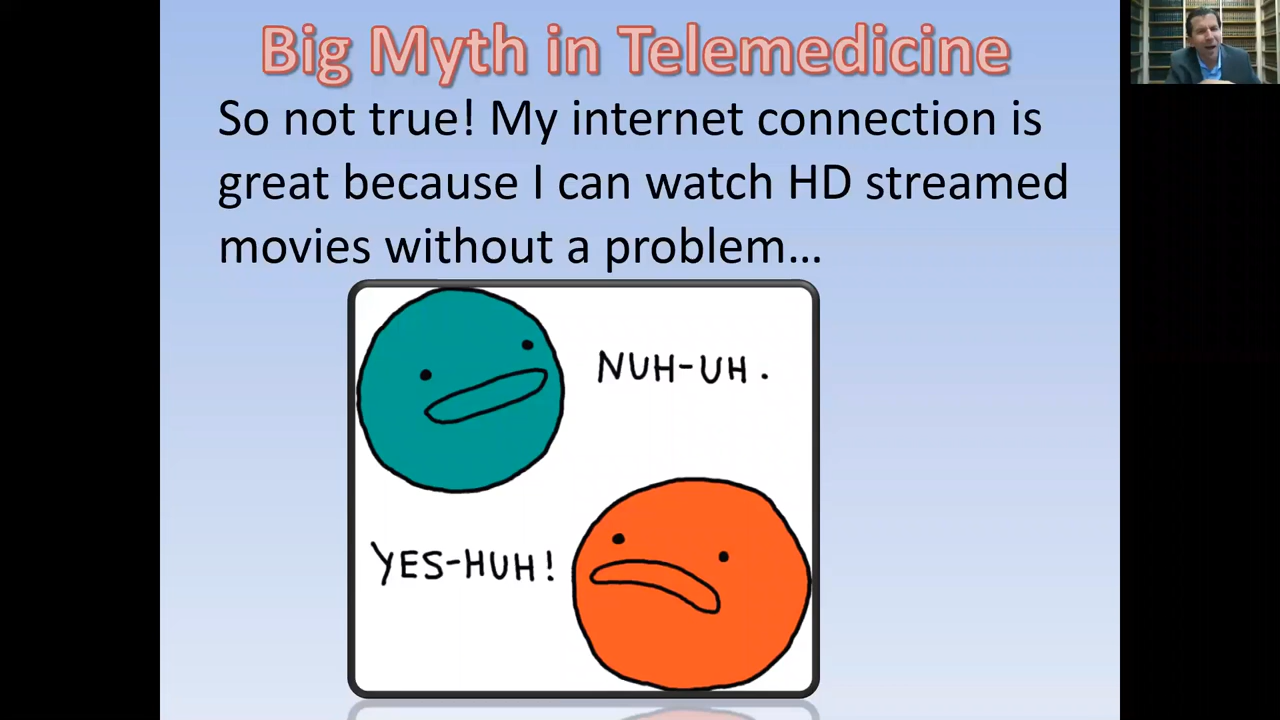 Big Myth in Telemedicine
So not true! My internet connection is
great because I can watch HD streamed
movies without a problem…
NUH-UH.
YES-HUH!